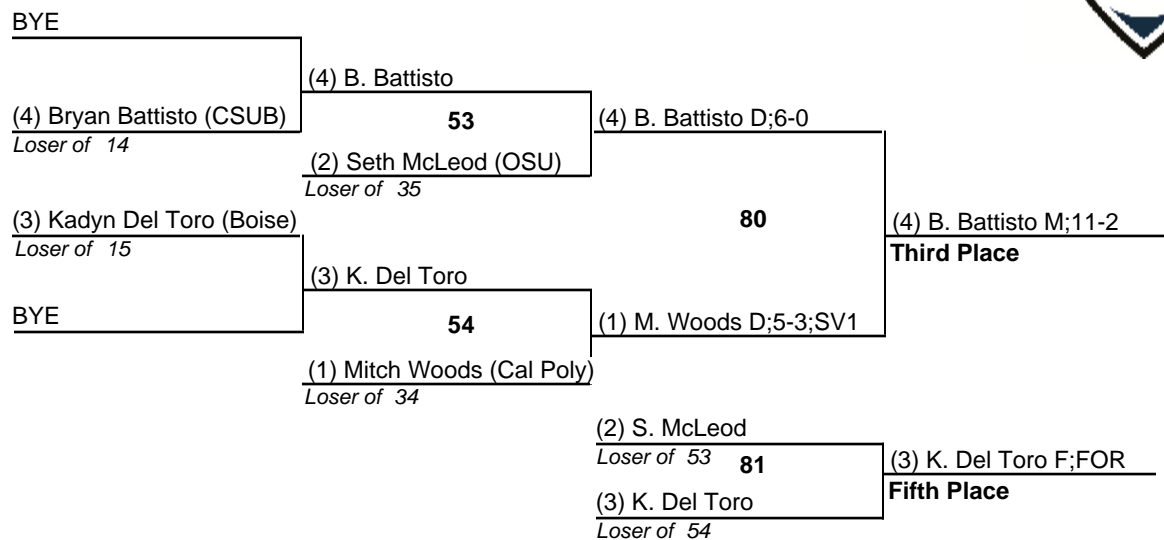 BYE
(4) B. Battisto
(4) Bryan Battisto (CSUB)
Loser of 14
53
(4) B. Battisto D;6-0
(2) Seth McLeod (OSU)
Loser of 35
(3) Kadyn Del Toro (Boise)
Loser of 15
80
(4) B. Battisto M;11-2
Third Place
(3) K. Del Toro
BYE
54
(1) M. Woods D;5-3;SV1
(1) Mitch Woods (Cal Poly)
Loser of 34
(2) S. McLeod
Loser of 53
81
(3) K. Del Toro F;FOR
Fifth Place
(3) K. Del Toro
Loser of 54